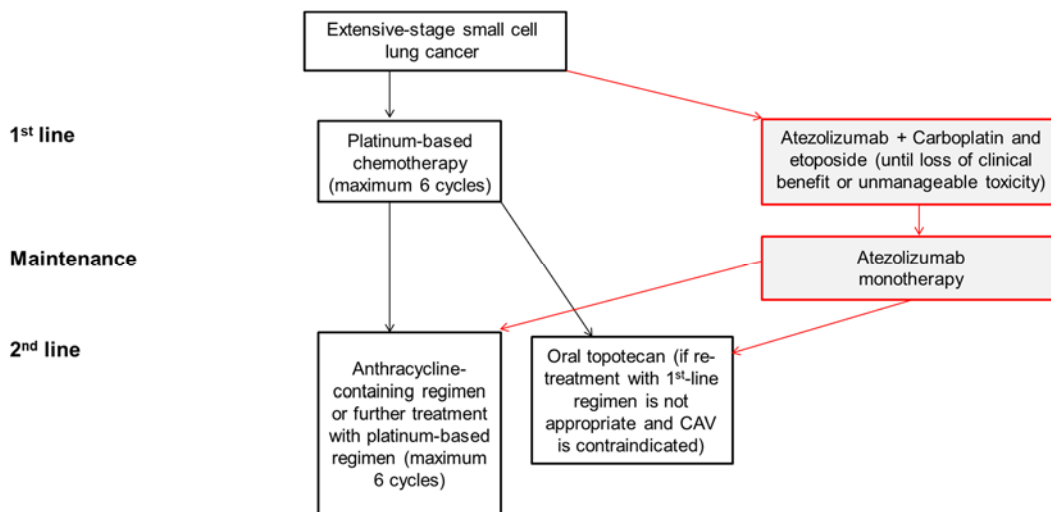 Extensive-stage small cell
lung cancer
1st line
Platinum-based
chemotherapy
(maximum 6 cycles)
Atezolizumab + Carboplatin and
etoposide (until loss of clinical
benefit or unmanageable toxicity)
Maintenance
Atezolizumab
monotherapy
2nd line
Anthracycline-
containing regimen
or further treatment
with platinum-based
regimen (maximum
6 cycles)
Oral topotecan (if re-
treatment with 1st-line
regimen is not
appropriate and CAV
is contraindicated)